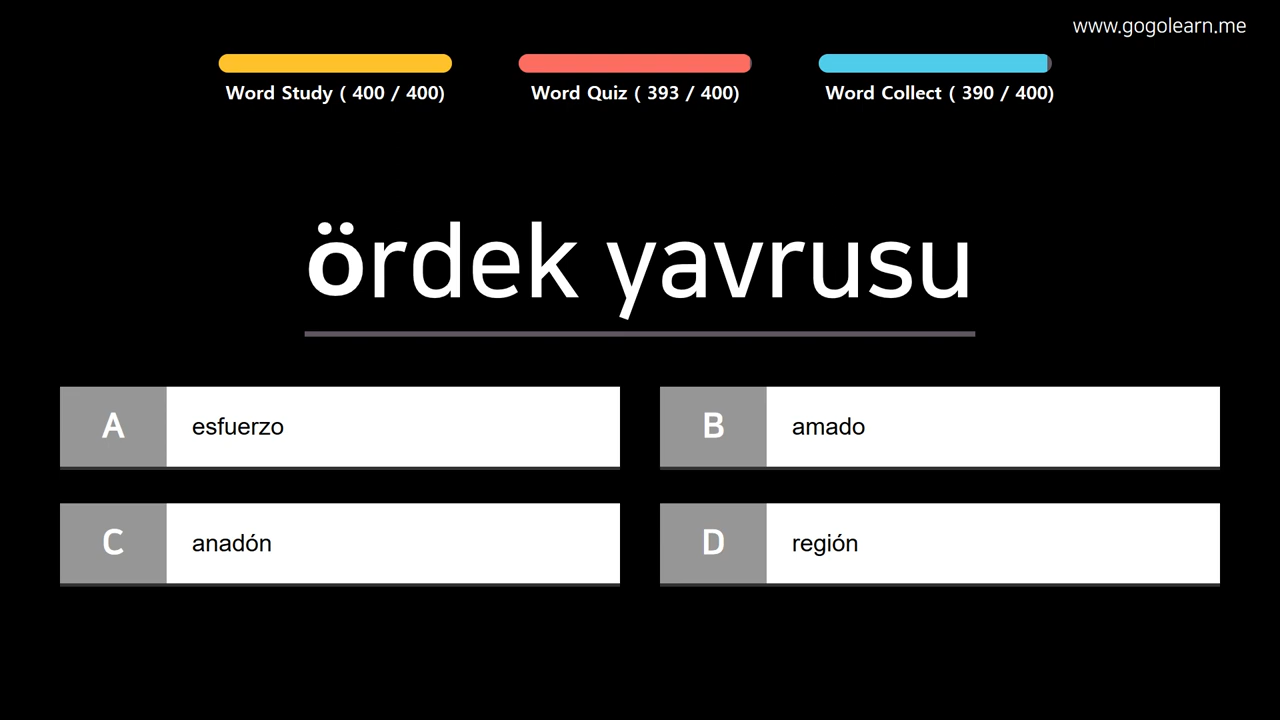 www.gogolearn.me
Word Study ( 400 / 400)
Word Quiz ( 393 / 400)
Word Collect ( 390 / 400)
ördek yavrusu
A esfuerzo
B amado
C anadón
D región